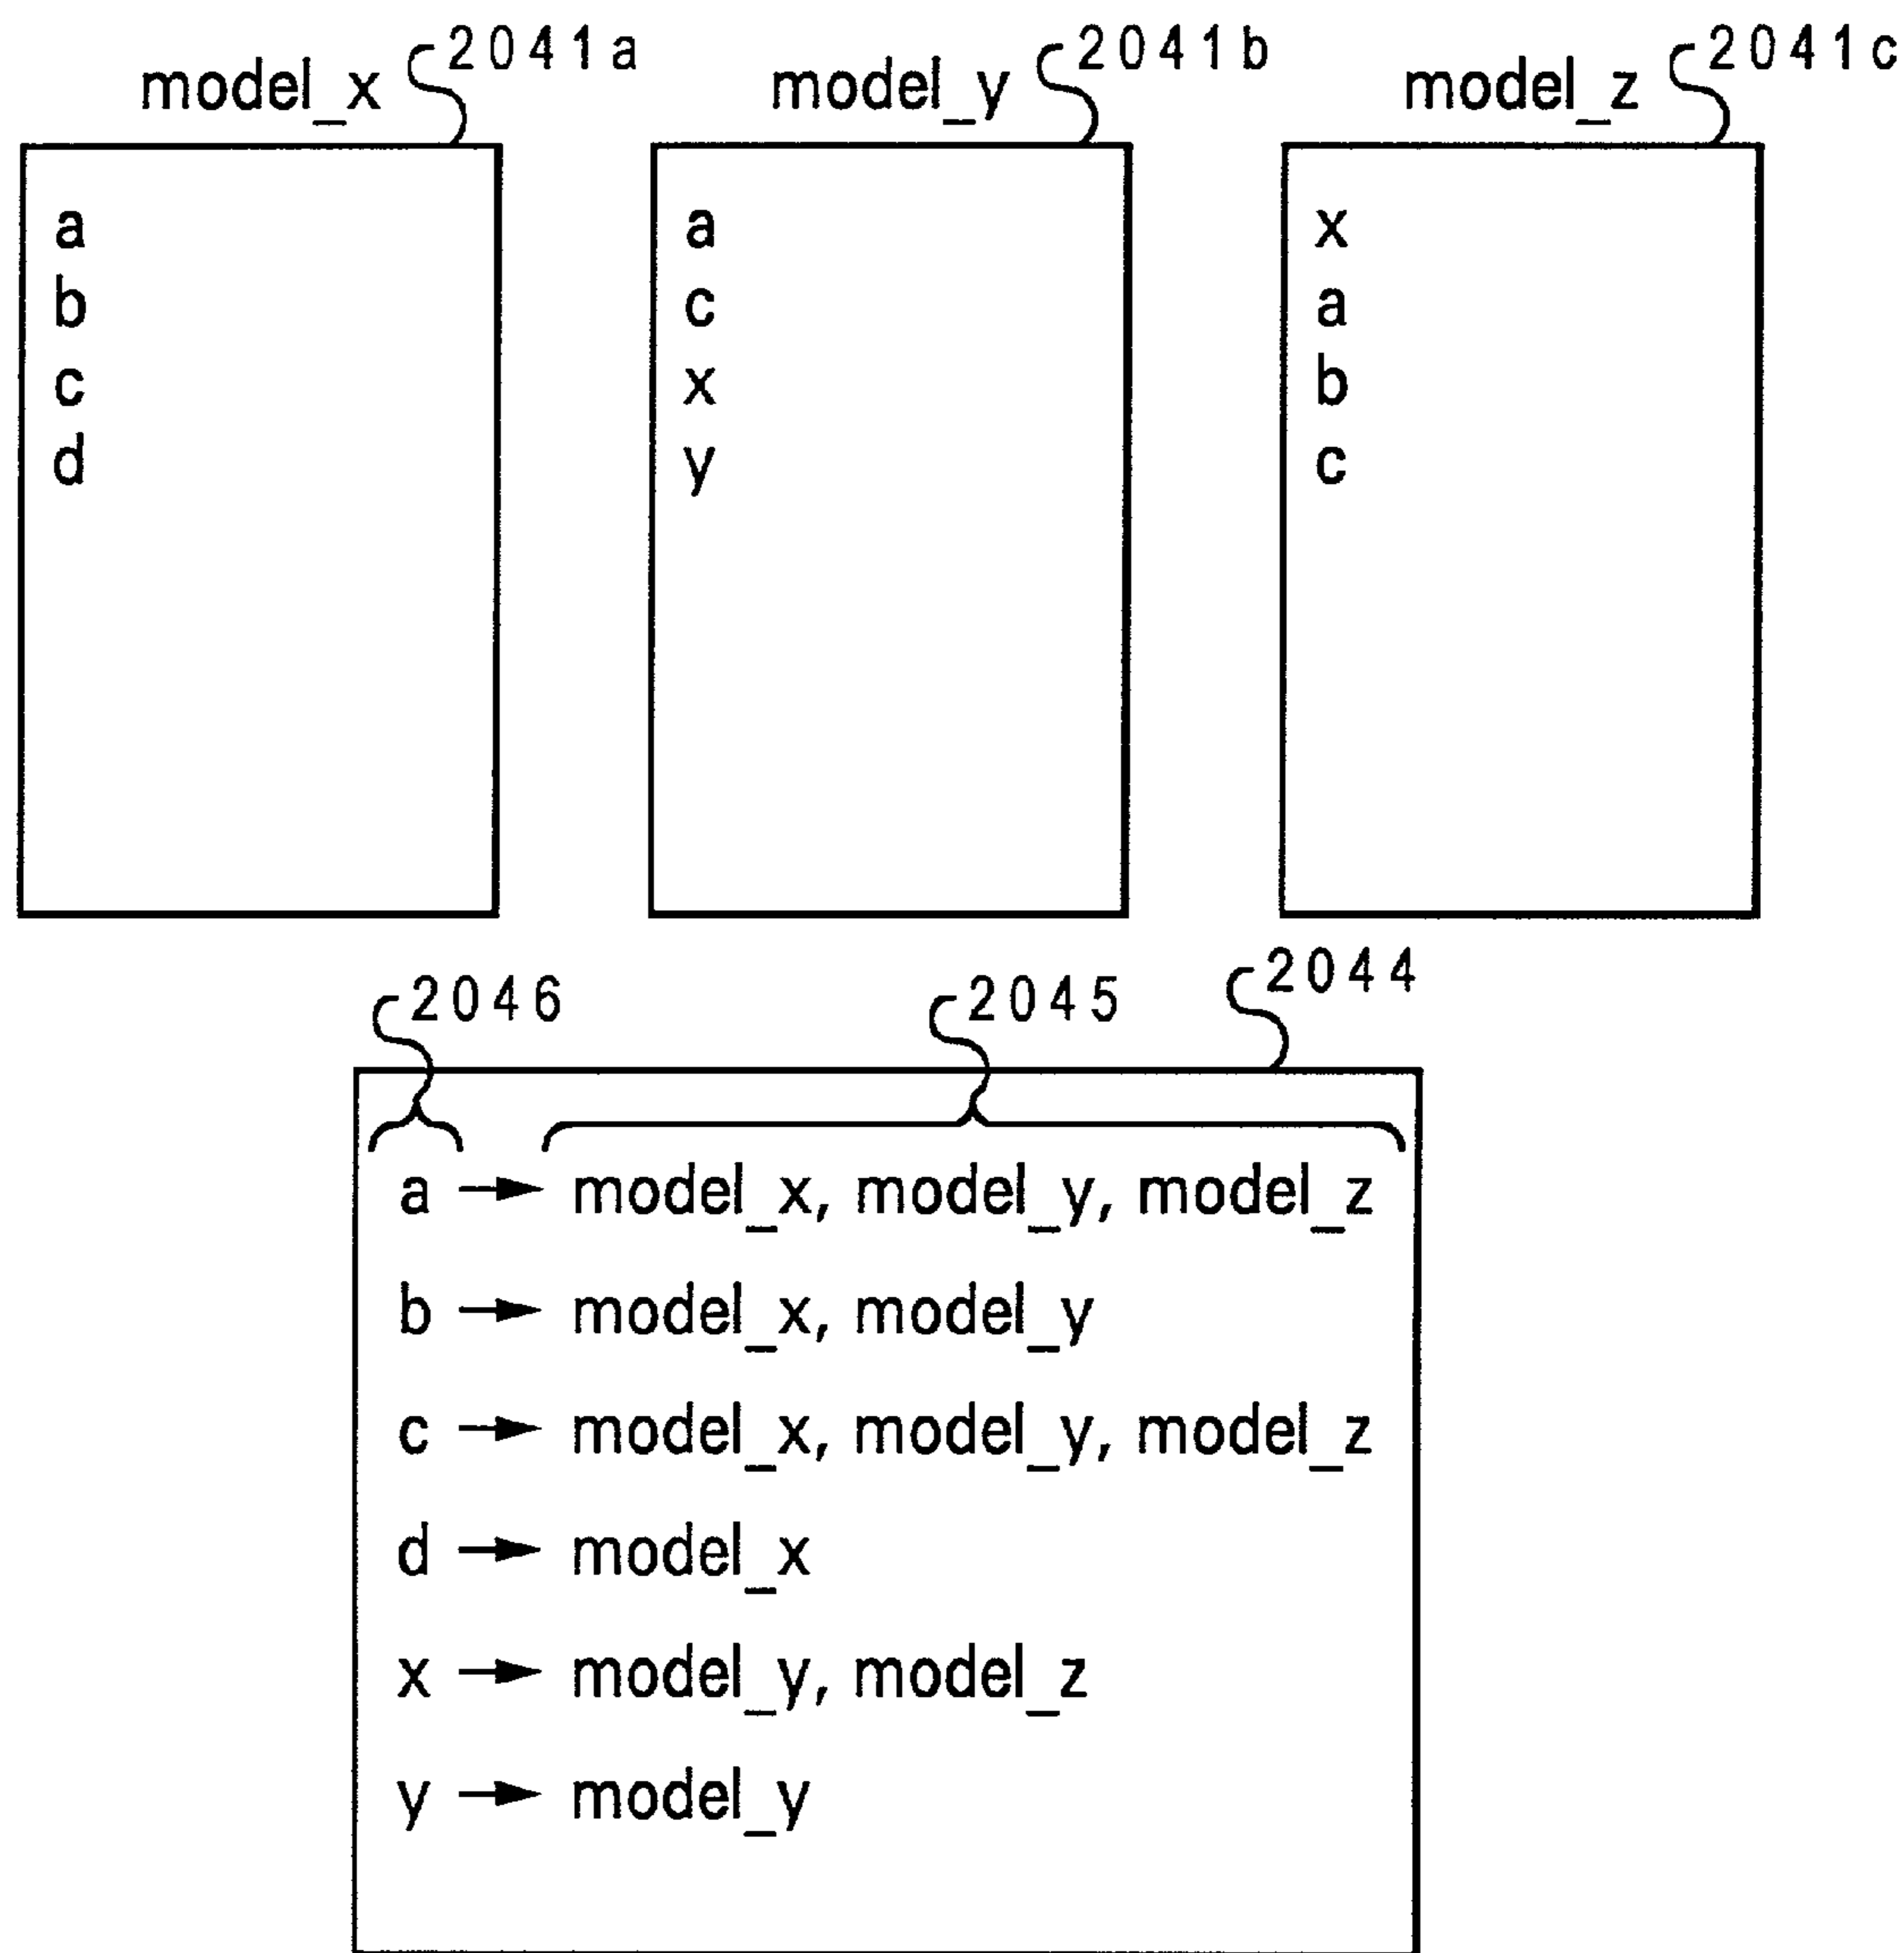 model_x 2041a
a
b
c
d
model_y 2041b
a
c
x
y
model_z 2041c
x
a
b
c
2046 2045 2044
a → model_x, model_y, model_z
b → model_x, model_y
c → model_x, model_y, model_z
d → model_x
x → model_y, model_z
y → model_y